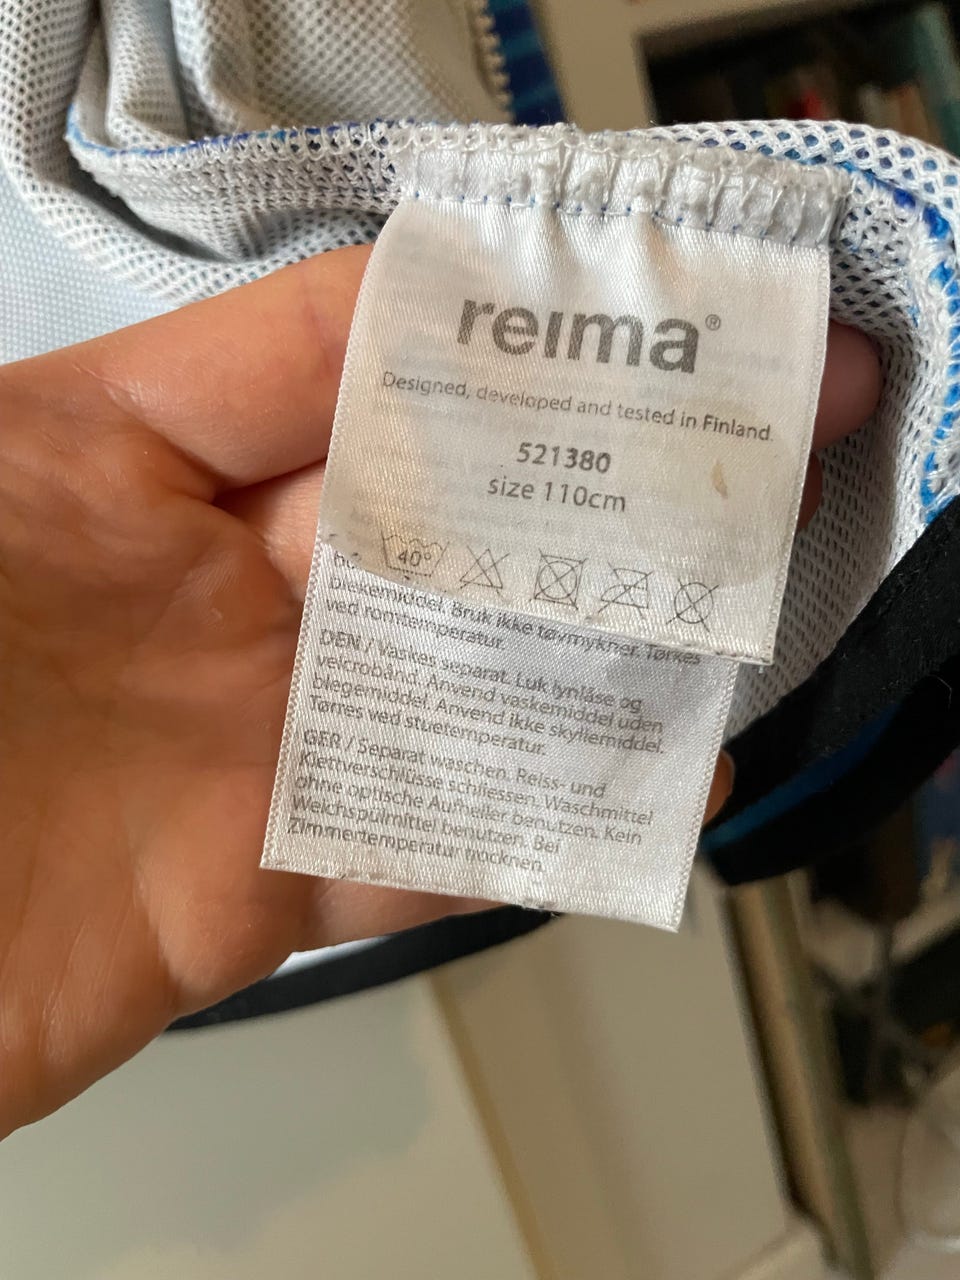 reima®
Designed, developed and tested in Finland.
521380
size 110cm
40°
blekemiddel. Bruk ikke tøymykner. Tørkes
ved romtemperatur.
DEN / Vaskes separat. Luk lynlåse og
velcrobånd. Anvend vaskemiddel uden
blegemiddel. Anvend ikke skyllemiddel.
Tørres ved stuetemperatur.
GER / Separat waschen. Reiss- und
Klettverschlüsse schliessen. Waschmittel
ohne optische Aufheller benutzen. Kein
Weichspülmittel benutzen. Bei
Zimmertemperatur trocknen.